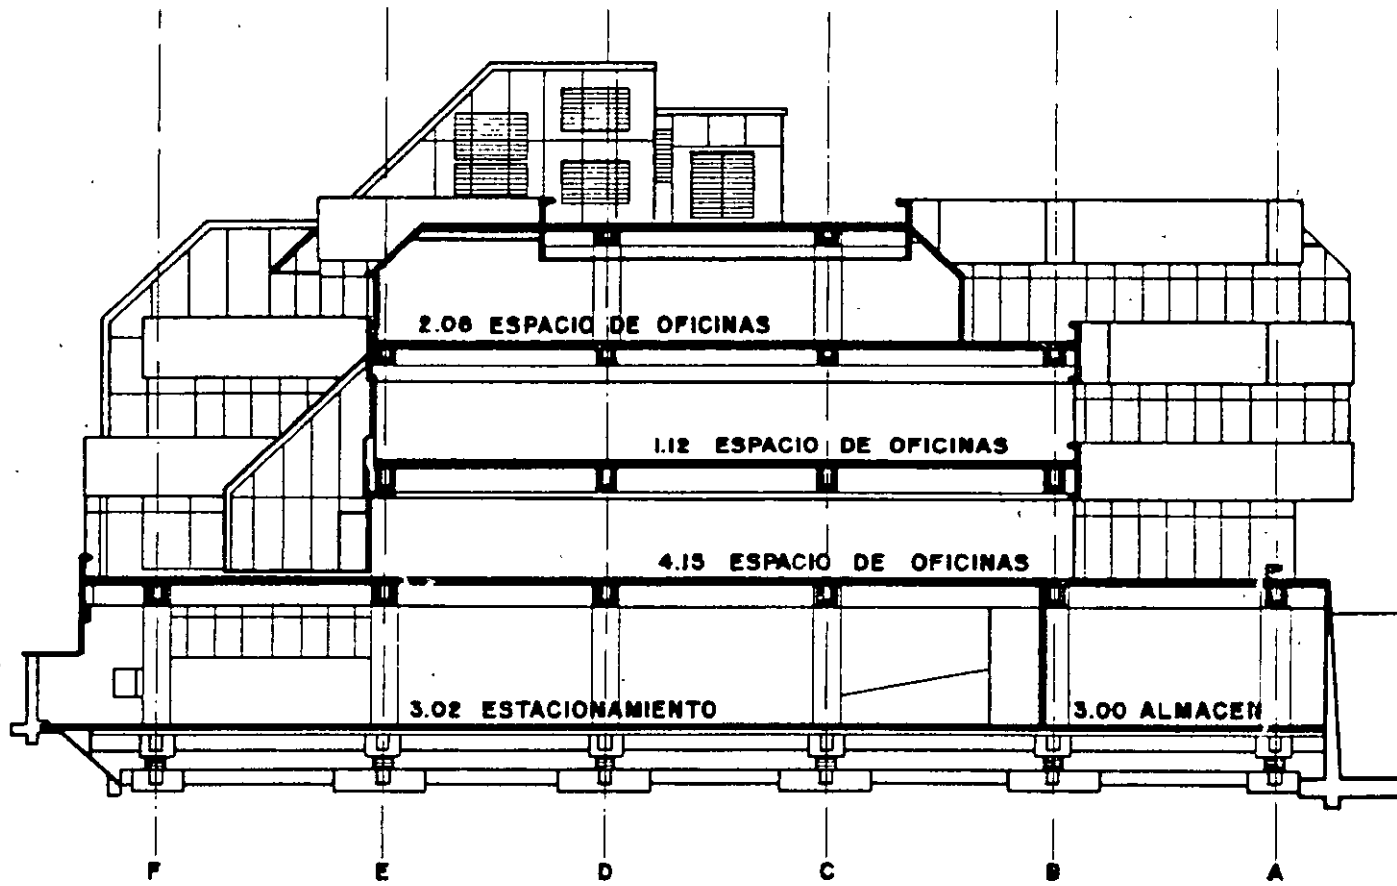 2.08 ESPACIO DE OFICINAS
1.12 ESPACIO DE OFICINAS
4.15 ESPACIO DE OFICINAS
3.02 ESTACIONAMIENTO
3.00 ALMACEN
F E D C B A